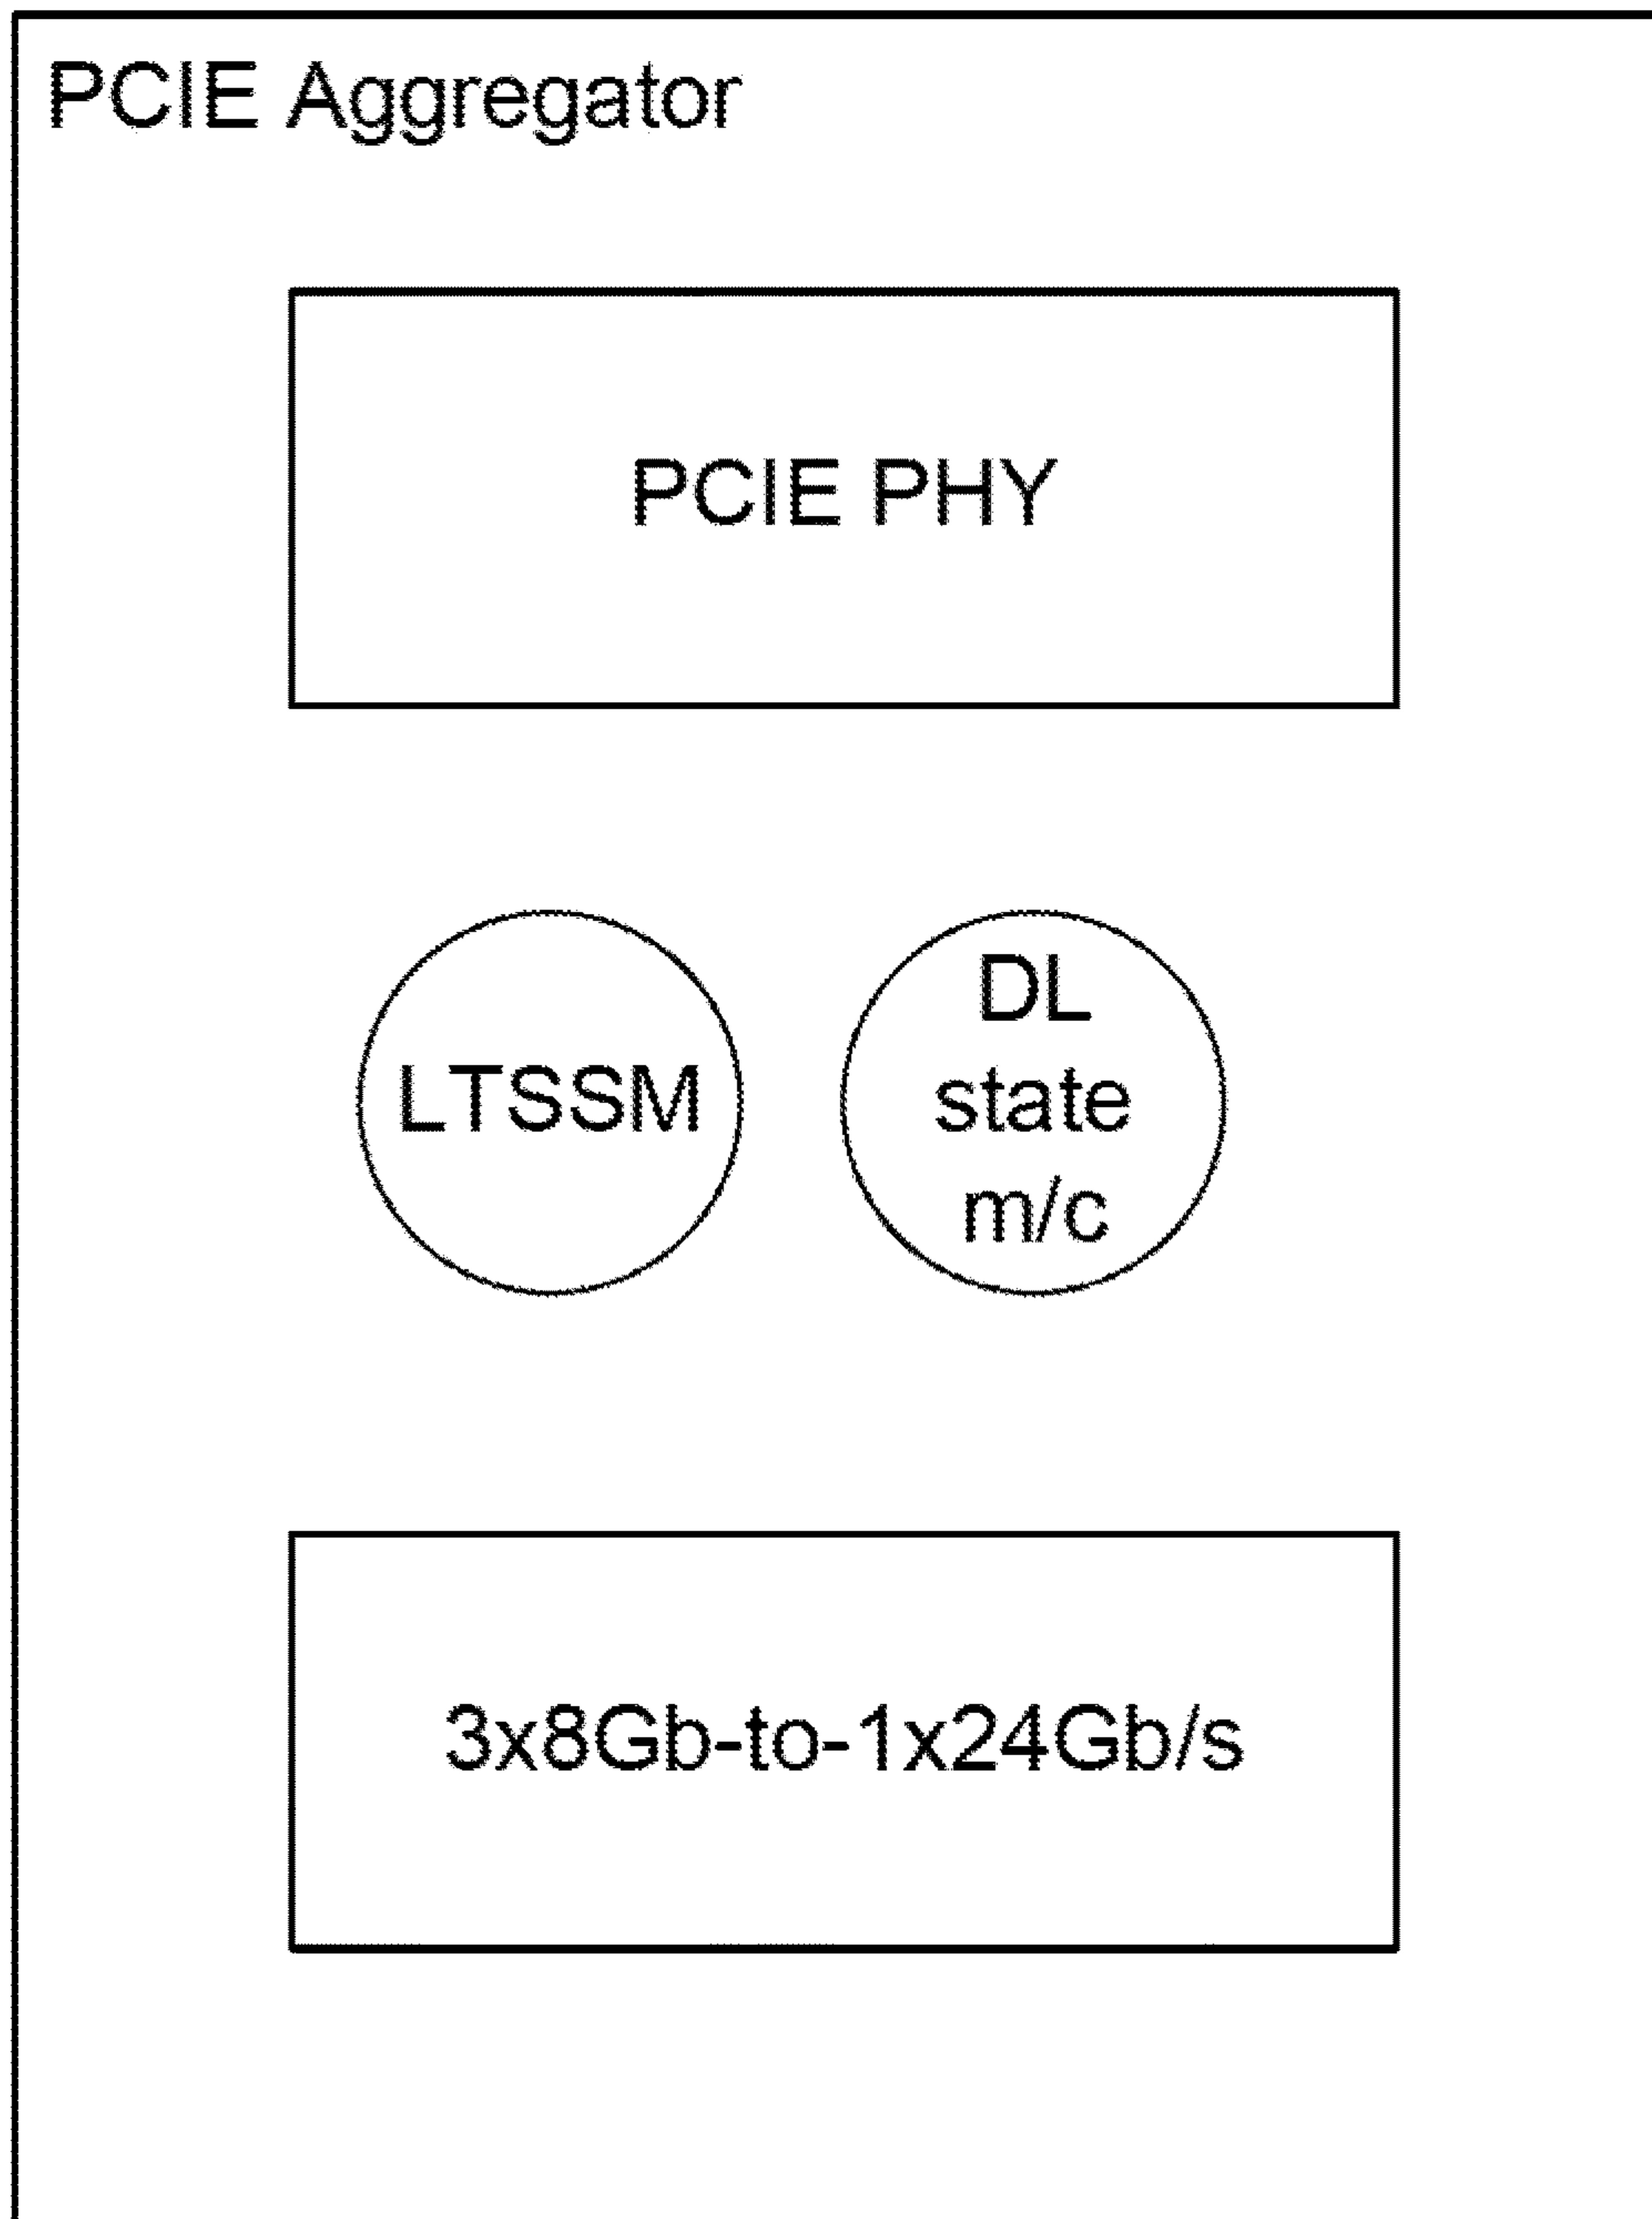 PCIE Aggregator
PCIE PHY
LTSSM
DL
state
m/c
3x8Gb-to-1x24Gb/s